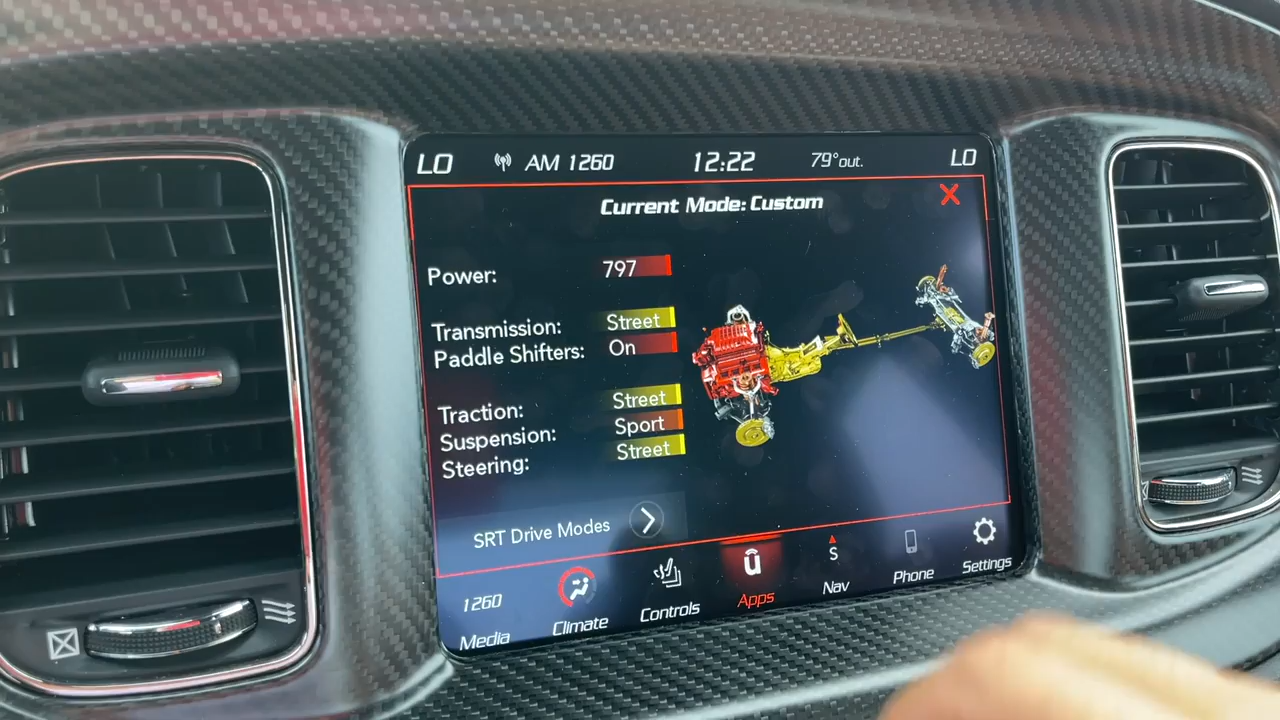 LO AM 1260 12:22 79°out. LO
Current Mode: Custom
Power: 797
Transmission: Street
Paddle Shifters: On
Traction: Street
Suspension: Sport
Steering: Street
SRT Drive Modes
1260 S
Media Climate Controls Apps Nav Phone Settings